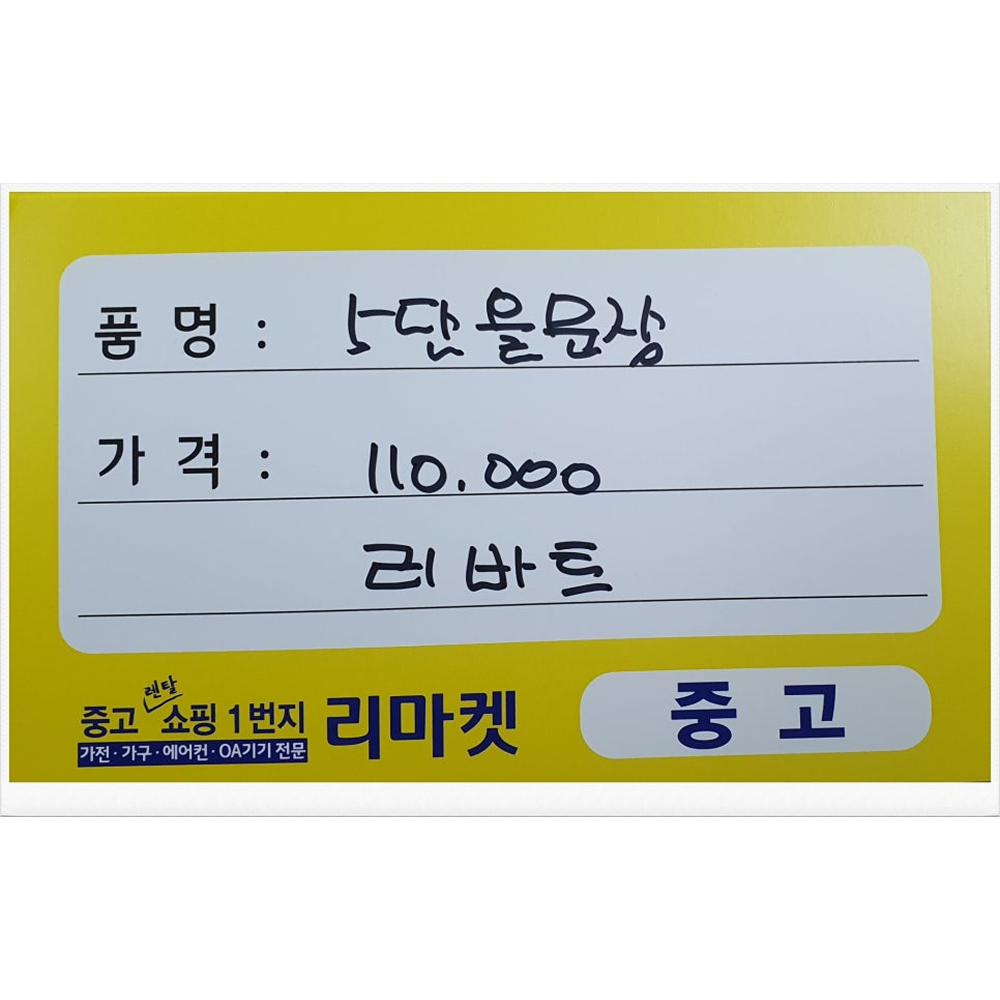 품 명 : 5단 올문장
가 격 : 110.000
리바트
렌탈
중고 쇼핑 1번지 리마켓 중 고
가전·가구·에어컨·OA기기 전문